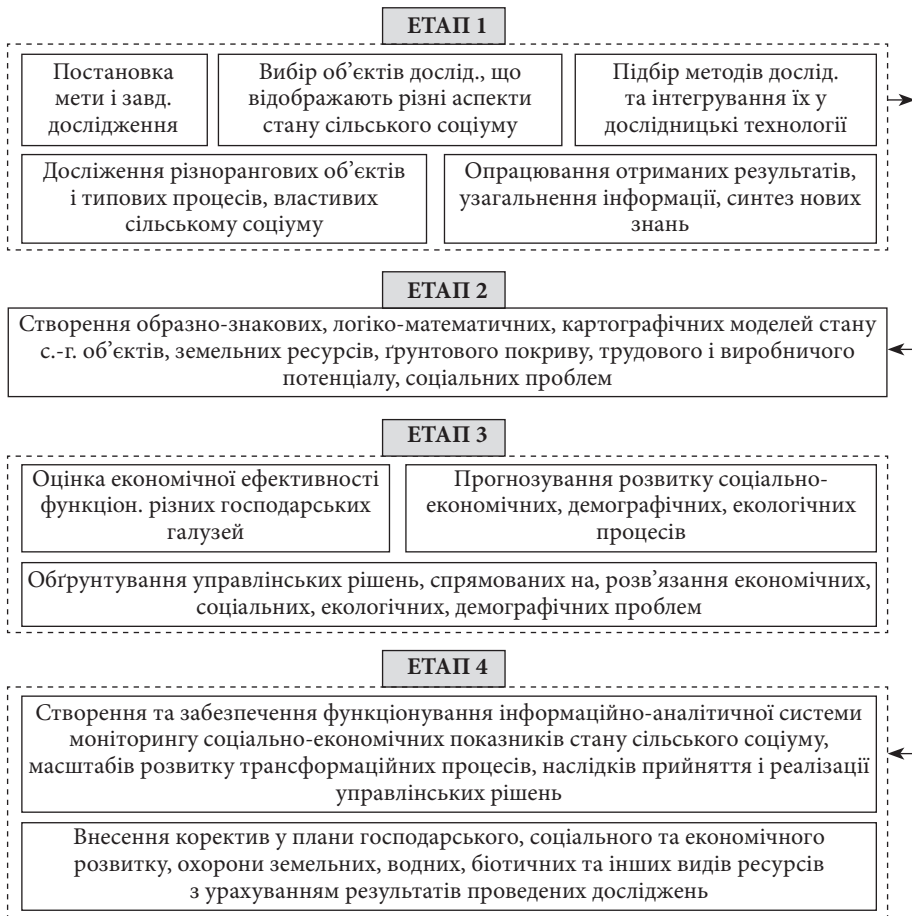 ЕТАП 1
Постановка
мети і завд.
дослідження
Вибір об’єктів дослід., що
відображають різні аспекти
стану сільського соціуму
Підбір методів дослід.
та інтегрування їх у
дослідницькі технології
Досліження різнорангових об’єктів
і типових процесів, властивих
сільському соціуму
Опрацювання отриманих результатів,
узагальнення інформації, синтез нових
знань
ЕТАП 2
Створення образно-знакових, логіко-математичних, картографічних моделей стану
с.-г. об’єктів, земельних ресурсів, ґрунтового покриву, трудового і виробничого
потенціалу, соціальних проблем
ЕТАП 3
Оцінка економічної ефективності
функціон. різних господарських
галузей
Прогнозування розвитку соціально-
економічних, демографічних, екологічних
процесів
Обґрунтування управлінських рішень, спрямованих на, розв’язання економічних,
соціальних, екологічних, демографічних проблем
ЕТАП 4
Створення та забезпечення функціонування інформаційно-аналітичної системи
моніторингу соціально-економічних показників стану сільського соціуму,
масштабів розвитку трансформаційних процесів, наслідків прийняття і реалізації
управлінських рішень
Внесення коректив у плани господарського, соціального та економічного
розвитку, охорони земельних, водних, біотичних та інших видів ресурсів
з урахуванням результатів проведених досліджень